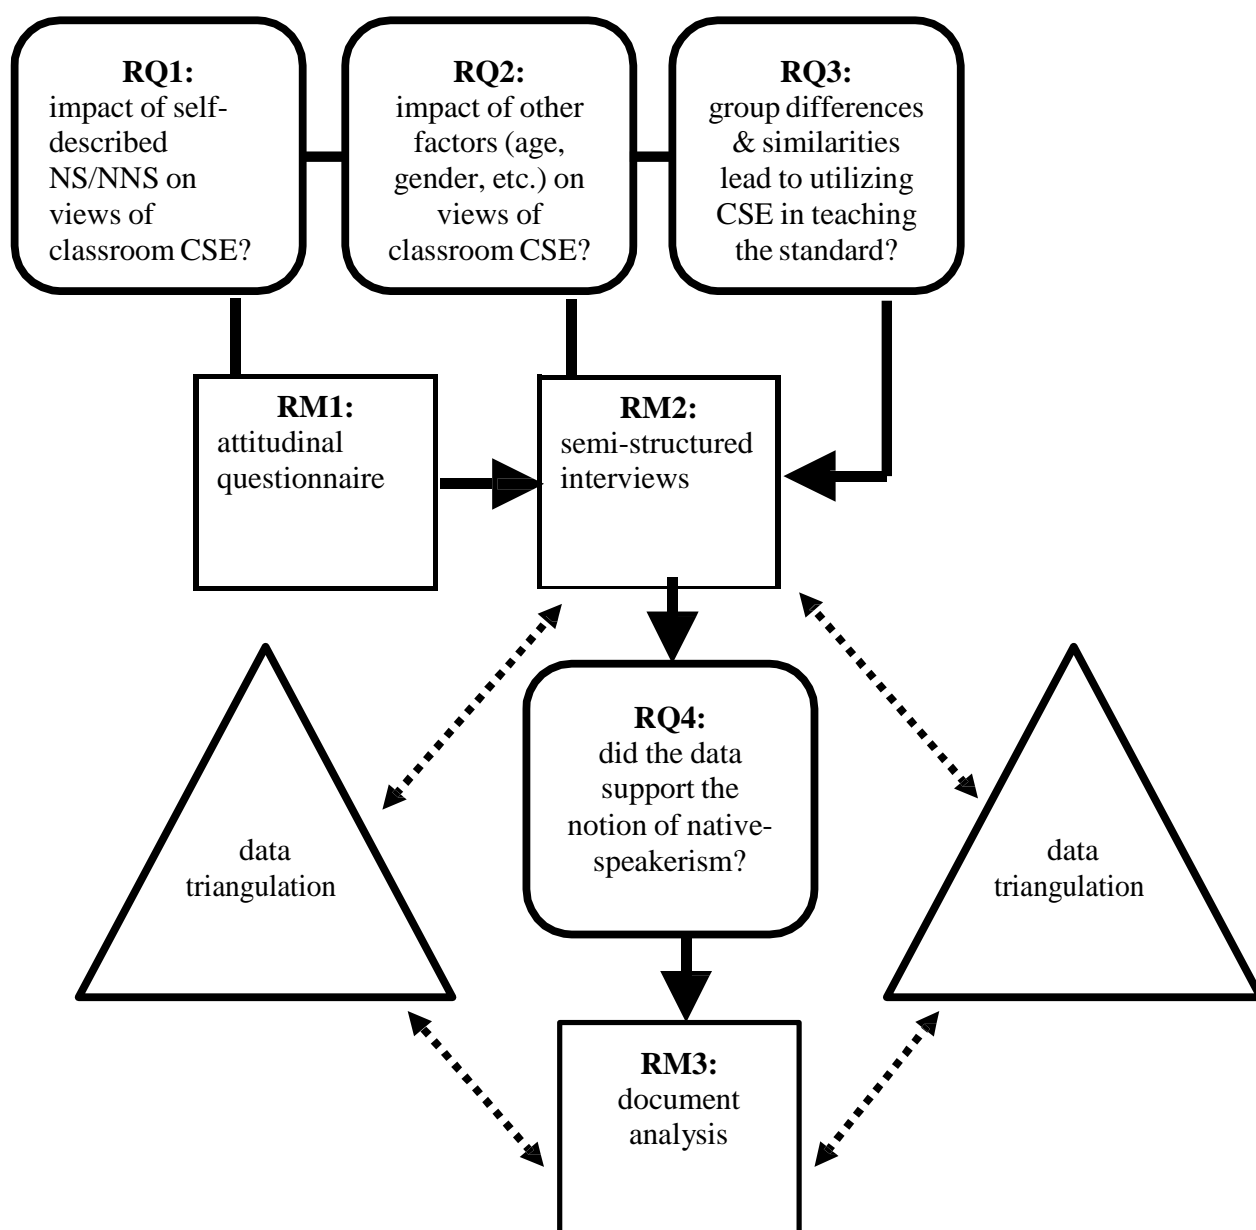 RQ1:
impact of self-
described
NS/NNS on
views of
classroom CSE?
RQ2:
impact of other
factors (age,
gender, etc.) on
views of
classroom CSE?
RQ3:
group differences
& similarities
lead to utilizing
CSE in teaching
the standard?
RM1:
attitudinal
questionnaire
RM2:
semi-structured
interviews
RQ4:
did the data
support the
notion of native-
speakerism?
data
triangulation
data
triangulation
RM3:
document
analysis